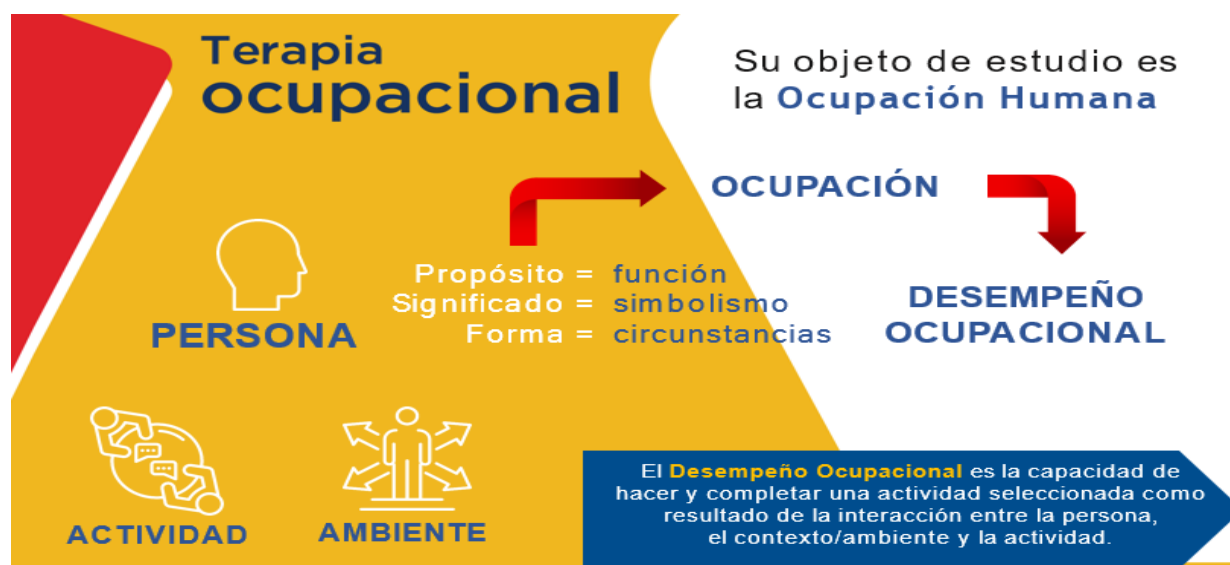 Terapia
ocupacional
Su objeto de estudio es
la Ocupación Humana
OCUPACIÓN
Propósito = función
Significado = simbolismo
Forma = circunstancias
PERSONA
DESEMPEÑO
OCUPACIONAL
ACTIVIDAD
AMBIENTE
El Desempeño Ocupacional es la capacidad de
hacer y completar una actividad seleccionada como
resultado de la interacción entre la persona,
el contexto/ambiente y la actividad.